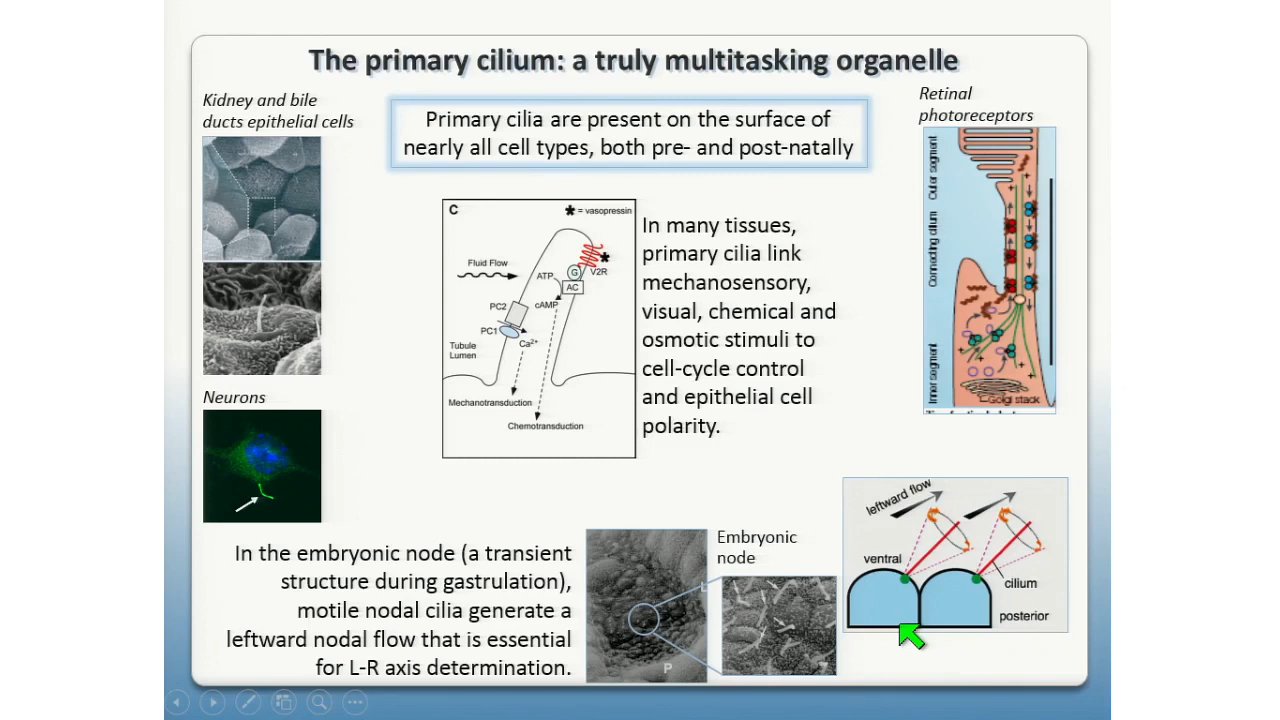 The primary cilium: a truly multitasking organelle
Kidney and bile
ducts epithelial cells
Primary cilia are present on the surface of
nearly all cell types, both pre- and post-natally
Retinal
photoreceptors
C
* = vasopressin
Fluid Flow
ATP
G
V2R
AC
cAMP
PC2
PC1
Ca²⁺
Tubule
Lumen
Mechanotransduction
Chemotransduction
In many tissues,
primary cilia link
mechanosensory,
visual, chemical and
osmotic stimuli to
cell-cycle control
and epithelial cell
polarity.
Outer segment
Connecting cilium
Inner segment
Golgi stack
Neurons
In the embryonic node (a transient
structure during gastrulation),
motile nodal cilia generate a
leftward nodal flow that is essential
for L-R axis determination.
L
P
Embryonic
node
leftward flow
ventral
cilium
posterior